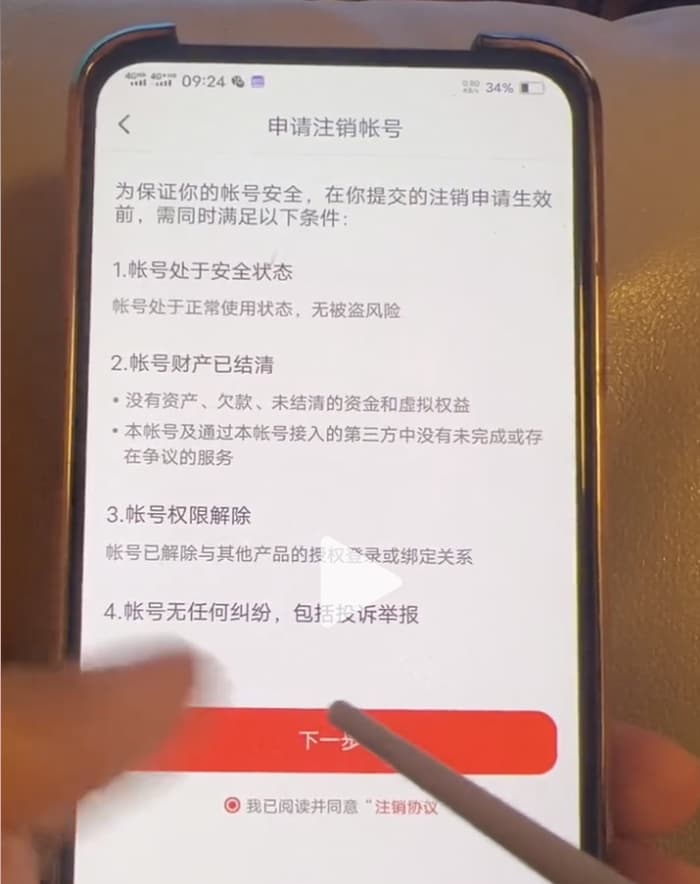 09:24
34%
申请注销帐号
为保证你的帐号安全，在你提交的注销申请生效
前，需同时满足以下条件：
1.帐号处于安全状态
帐号处于正常使用状态，无被盗风险
2.帐号财产已结清
• 没有资产、欠款、未结清的资金和虚拟权益
• 本帐号及通过本帐号接入的第三方中没有未完成或存
在争议的服务
3.帐号权限解除
帐号已解除与其他产品的授权登录或绑定关系
4.帐号无任何纠纷，包括投诉举报
下一步
我已阅读并同意“注销协议